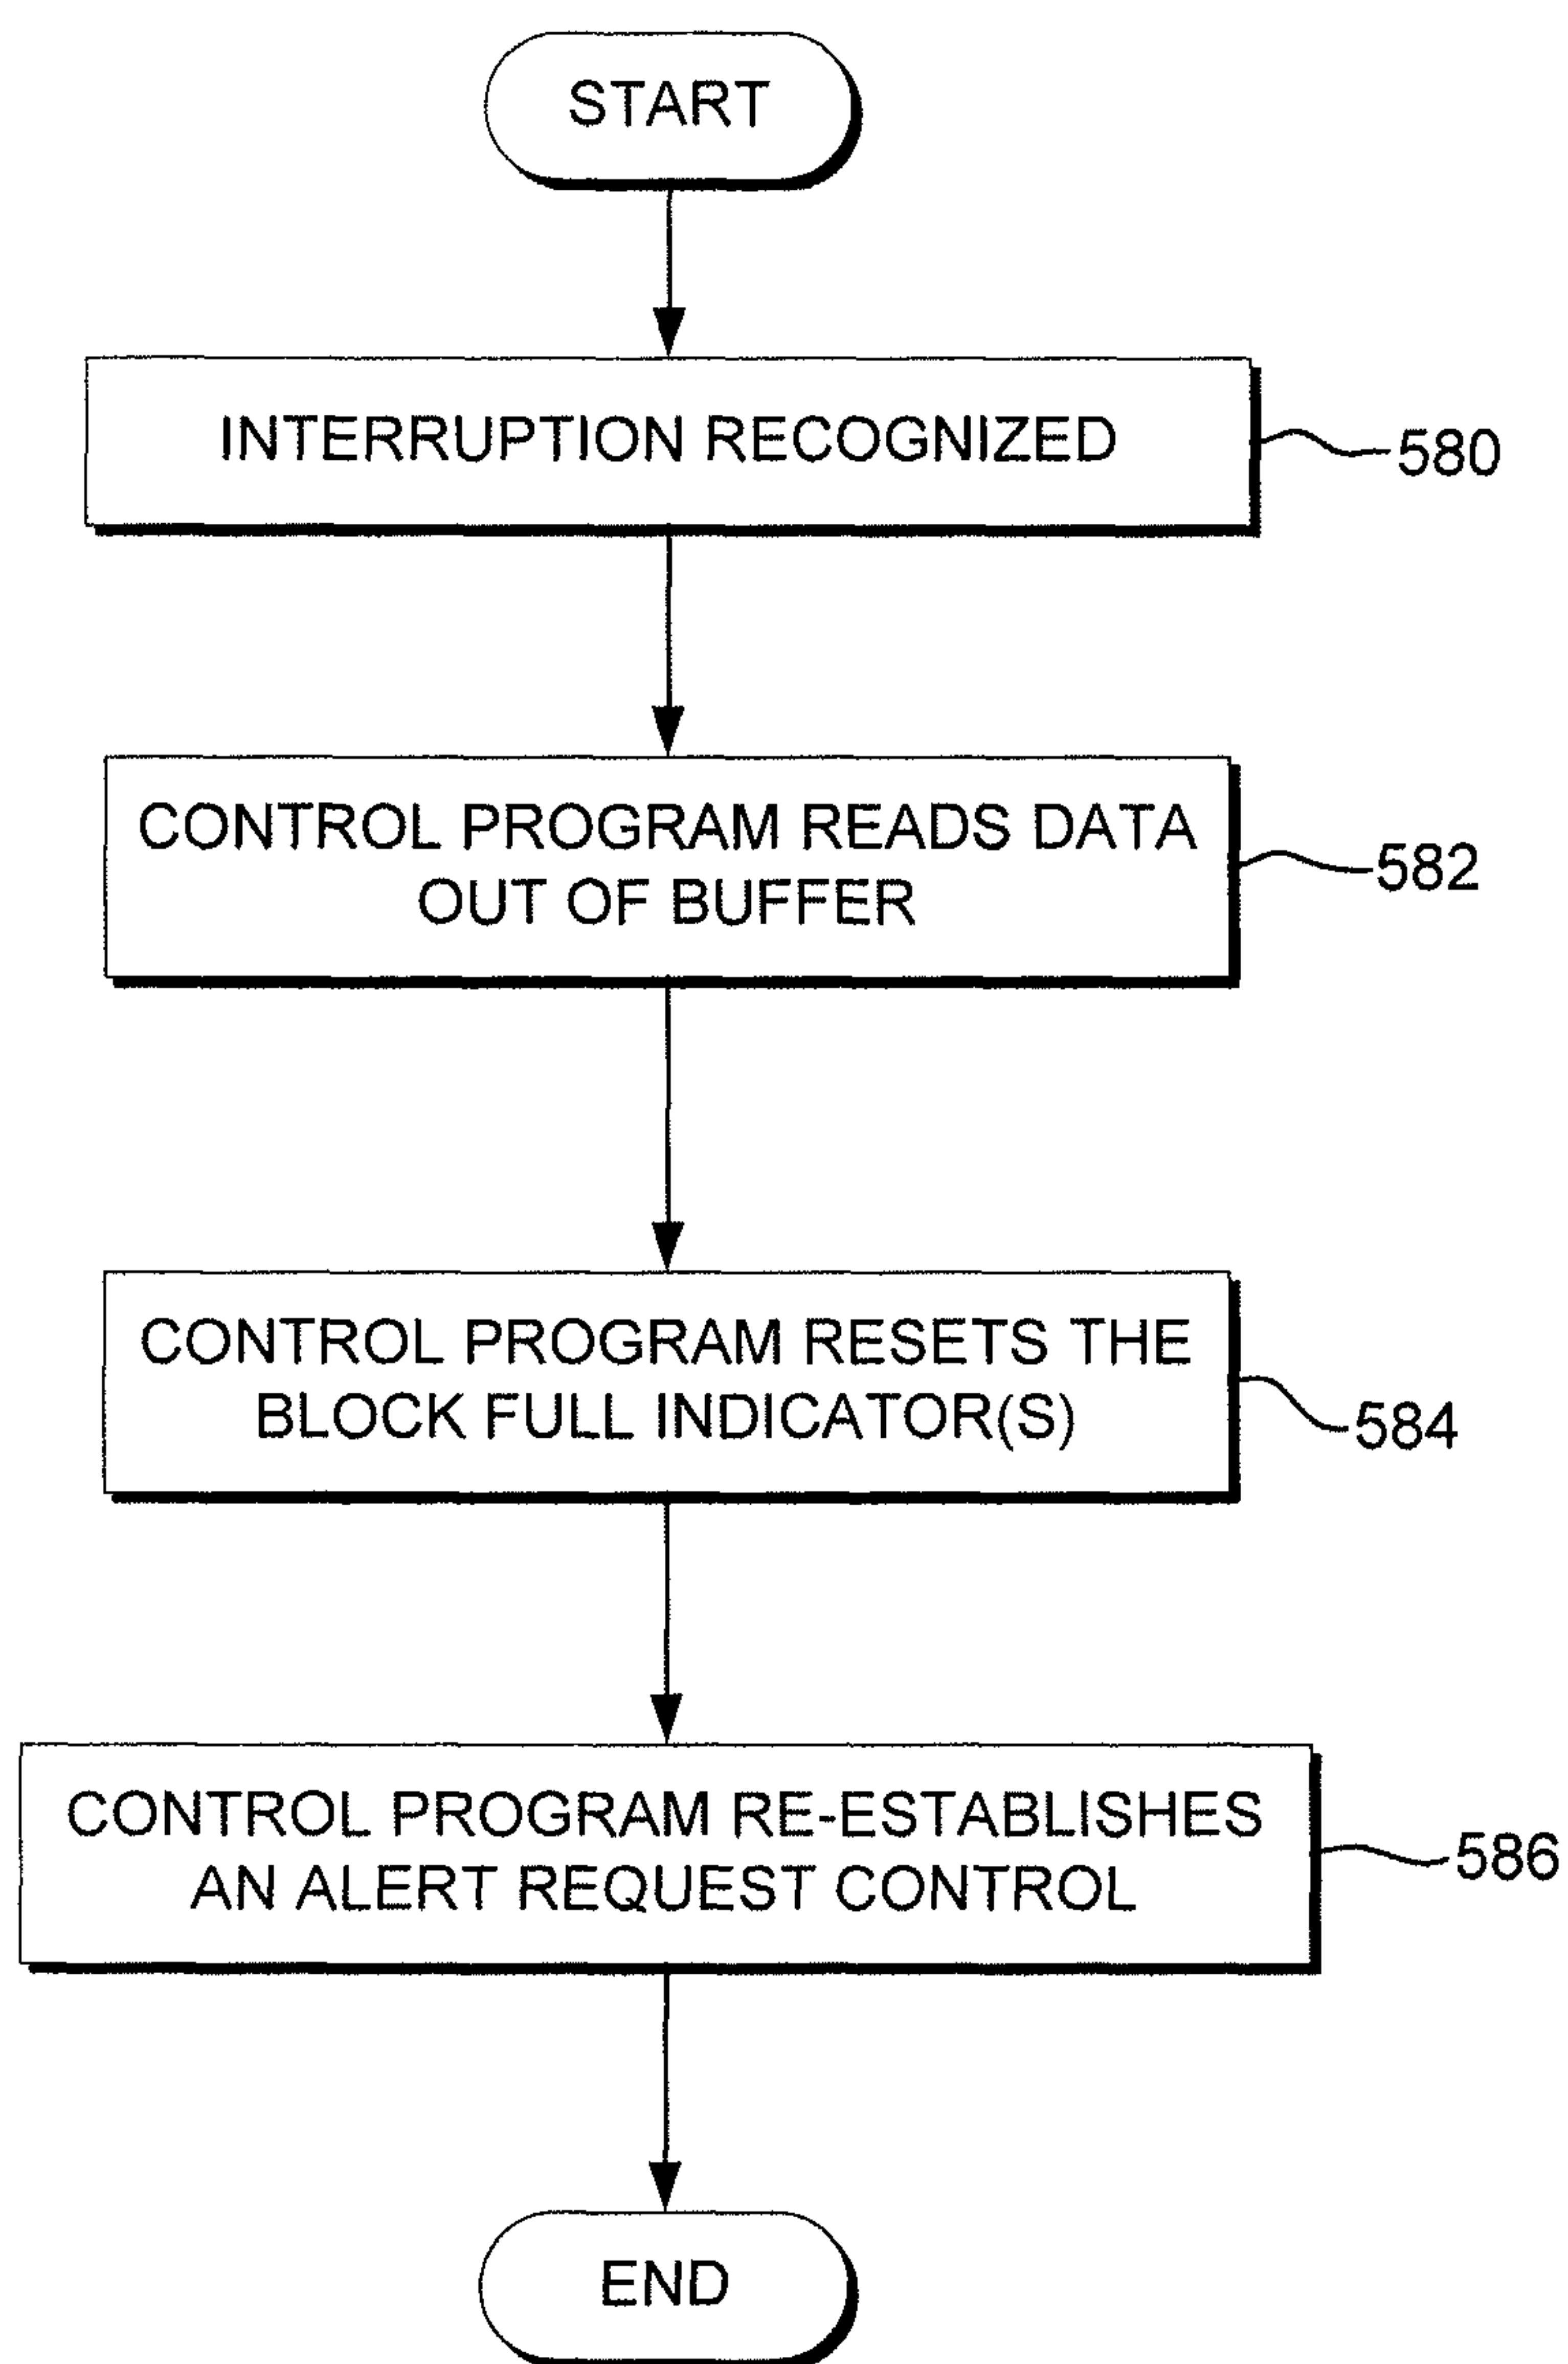 START
INTERRUPTION RECOGNIZED
580
CONTROL PROGRAM READS DATA
OUT OF BUFFER
582
CONTROL PROGRAM RESETS THE
BLOCK FULL INDICATOR(S)
584
CONTROL PROGRAM RE-ESTABLISHES
AN ALERT REQUEST CONTROL
586
END